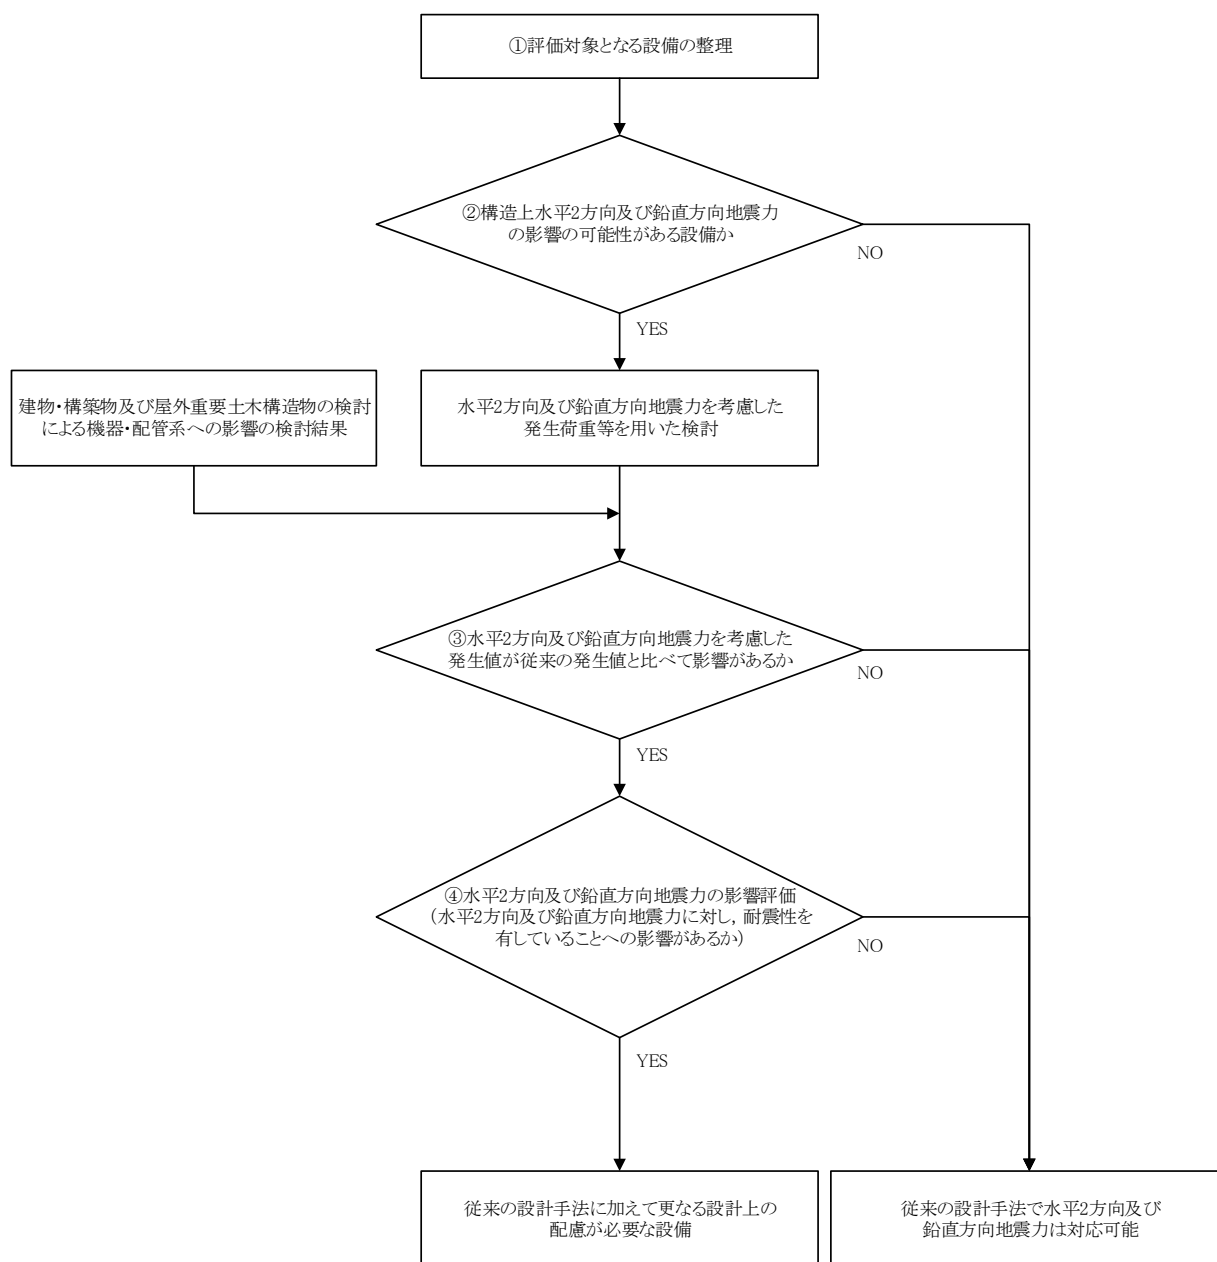 ①評価対象となる設備の整理
②構造上水平2方向及び鉛直方向地震力
の影響の可能性がある設備か
NO
YES
建物・構築物及び屋外重要土木構造物の検討
による機器・配管系への影響の検討結果
水平2方向及び鉛直方向地震力を考慮した
発生荷重等を用いた検討
③水平2方向及び鉛直方向地震力を考慮した
発生値が従来の発生値と比べて影響があるか
NO
YES
④水平2方向及び鉛直方向地震力の影響評価
（水平2方向及び鉛直方向地震力に対し，耐震性を
有していることへの影響があるか）
NO
YES
従来の設計手法に加えて更なる設計上の
配慮が必要な設備
従来の設計手法で水平2方向及び
鉛直方向地震力は対応可能